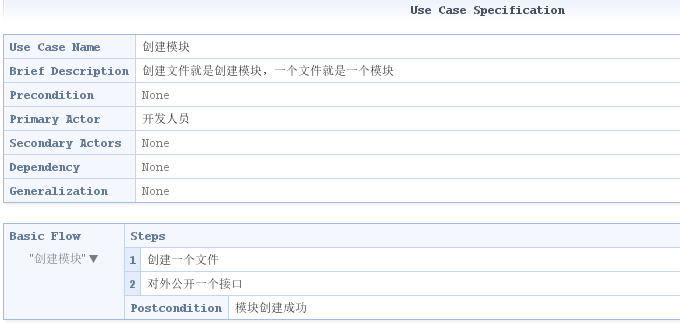 Use Case Specification
Use Case Name 创建模块
Brief Description 创建文件就是创建模块，一个文件就是一个模块
Precondition None
Primary Actor 开发人员
Secondary Actors None
Dependency None
Generalization None
Basic Flow Steps
"创建模块"▼
1 创建一个文件
2 对外公开一个接口
Postcondition 模块创建成功